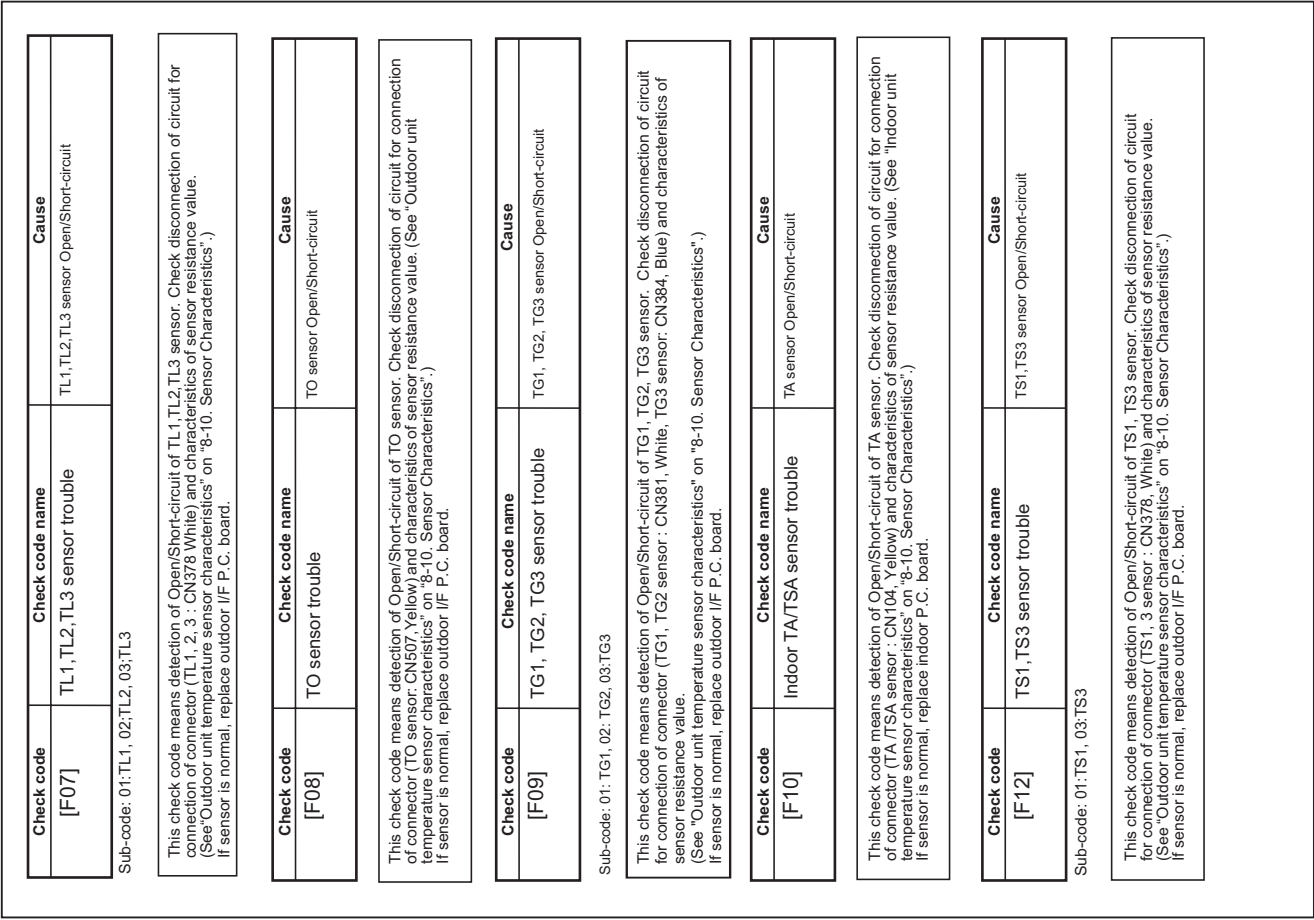 Check code Check code name Cause
[F07] TL1,TL2,TL3 sensor trouble TL1,TL2,TL3 sensor Open/Short-circuit
Sub-code: 01:TL1, 02;TL2, 03;TL3
This check code means detection of Open/Short-circuit of TL1,TL2,TL3 sensor. Check disconnection of circuit for
connection of connector (TL1, 2, 3 : CN378 White) and characteristics of sensor resistance value.
(See“Outdoor unit temperature sensor characteristics” on “8-10. Sensor Characteristics”.)
If sensor is normal, replace outdoor I/F P.C. board.
Check code Check code name Cause
[F08] TO sensor trouble TO sensor Open/Short-circuit
This check code means detection of Open/Short-circuit of TO sensor. Check disconnection of circuit for connection
of connector (TO sensor: CN507,Yellow) and characteristics of sensor resistance value. (See “Outdoor unit
temperature sensor characteristics” on “8-10. Sensor Characteristics”.)
If sensor is normal, replace outdoor I/F P.C. board.
Check code Check code name Cause
[F09] TG1, TG2, TG3 sensor trouble TG1, TG2, TG3 sensor Open/Short-circuit
Sub-code: 01: TG1, 02: TG2, 03:TG3
This check code means detection of Open/Short-circuit of TG1, TG2, TG3 sensor. Check disconnection of circuit
for connection of connector (TG1, TG2 sensor : CN381, White, TG3 sensor: CN384, Blue) and characteristics of
sensor resistance value.
(See "Outdoor unit temperature sensor characteristics" on "8-10. Sensor Characteristics".)
If sensor is normal, replace outdoor I/F P.C. board.
Check code Check code name Cause
[F10] Indoor TA/TSA sensor trouble TA sensor Open/Short-circuit
This check code means detection of Open/Short-circuit of TA sensor. Check disconnection of circuit for connection
of connector (TA /TSA sensor : CN104, Yellow) and characteristics of sensor resistance value. (See “Indoor unit
temperature sensor characteristics” on “8-10. Sensor Characteristics”.)
If sensor is normal, replace indoor P.C. board.
Check code Check code name Cause
[F12] TS1,TS3 sensor trouble TS1,TS3 sensor Open/Short-circuit
Sub-code: 01:TS1, 03:TS3
This check code means detection of Open/Short-circuit of TS1, TS3 sensor. Check disconnection of circuit
for connection of connector (TS1, 3 sensor : CN378, White) and characteristics of sensor resistance value.
(See “Outdoor unit temperature sensor characteristics” on “8-10. Sensor Characteristics”.)
If sensor is normal, replace outdoor I/F P.C. board.